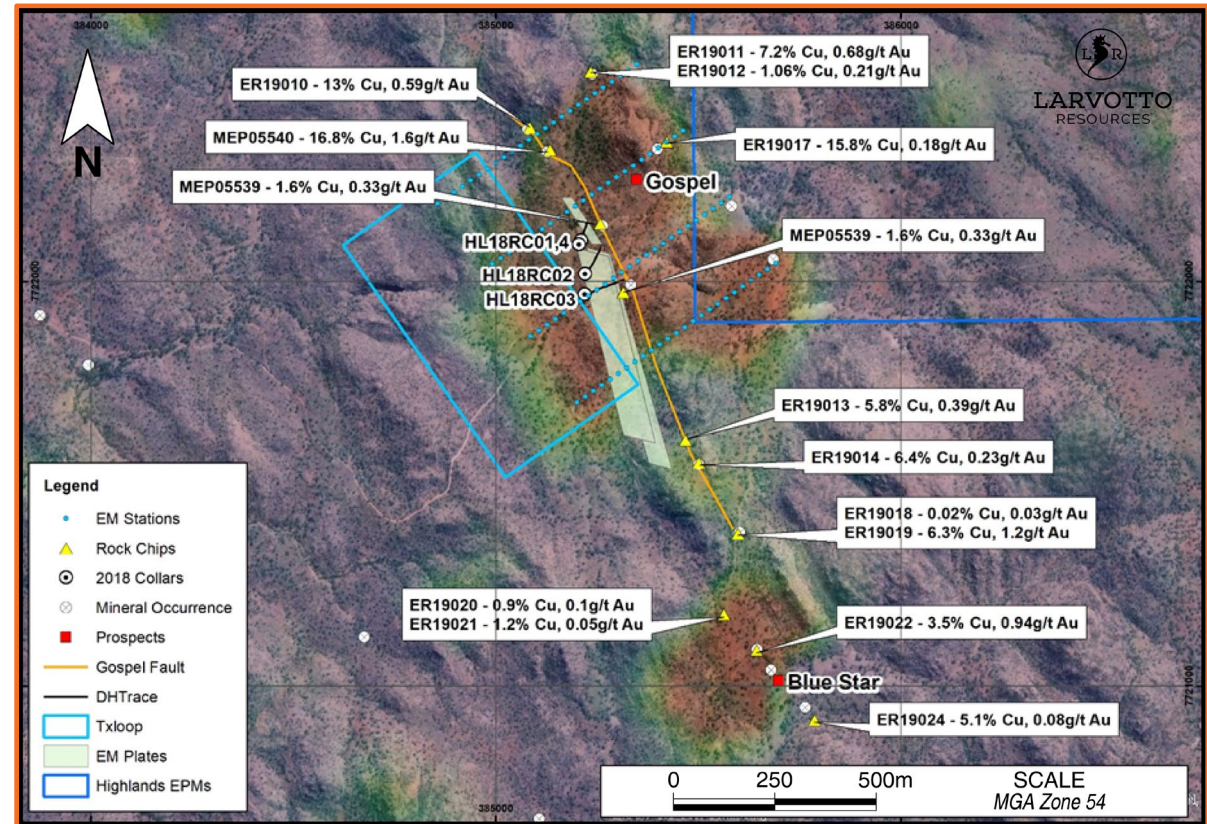 384000
385000
386000
ER19011 - 7.2% Cu, 0.68g/t Au
ER19012 - 1.06% Cu, 0.21g/t Au
LR
LARVOTTO
RESOURCES
ER19010 - 13% Cu, 0.59g/t Au
MEP05540 - 16.8% Cu, 1.6g/t Au
ER19017 - 15.8% Cu, 0.18g/t Au
N
Gospel
MEP05539 - 1.6% Cu, 0.33g/t Au
HL18RC01,4
MEP05539 - 1.6% Cu, 0.33g/t Au
HL18RC02
HL18RC03
7722000
7722000
ER19013 - 5.8% Cu, 0.39g/t Au
ER19014 - 6.4% Cu, 0.23g/t Au
ER19018 - 0.02% Cu, 0.03g/t Au
ER19019 - 6.3% Cu, 1.2g/t Au
ER19020 - 0.9% Cu, 0.1g/t Au
ER19021 - 1.2% Cu, 0.05g/t Au
ER19022 - 3.5% Cu, 0.94g/t Au
Blue Star
7721000
ER19024 - 5.1% Cu, 0.08g/t Au
Legend
EM Stations
Rock Chips
2018 Collars
Mineral Occurrence
Prospects
Gospel Fault
DHTrace
Txloop
EM Plates
Highlands EPMs
385000
0 250 500m
SCALE
MGA Zone 54